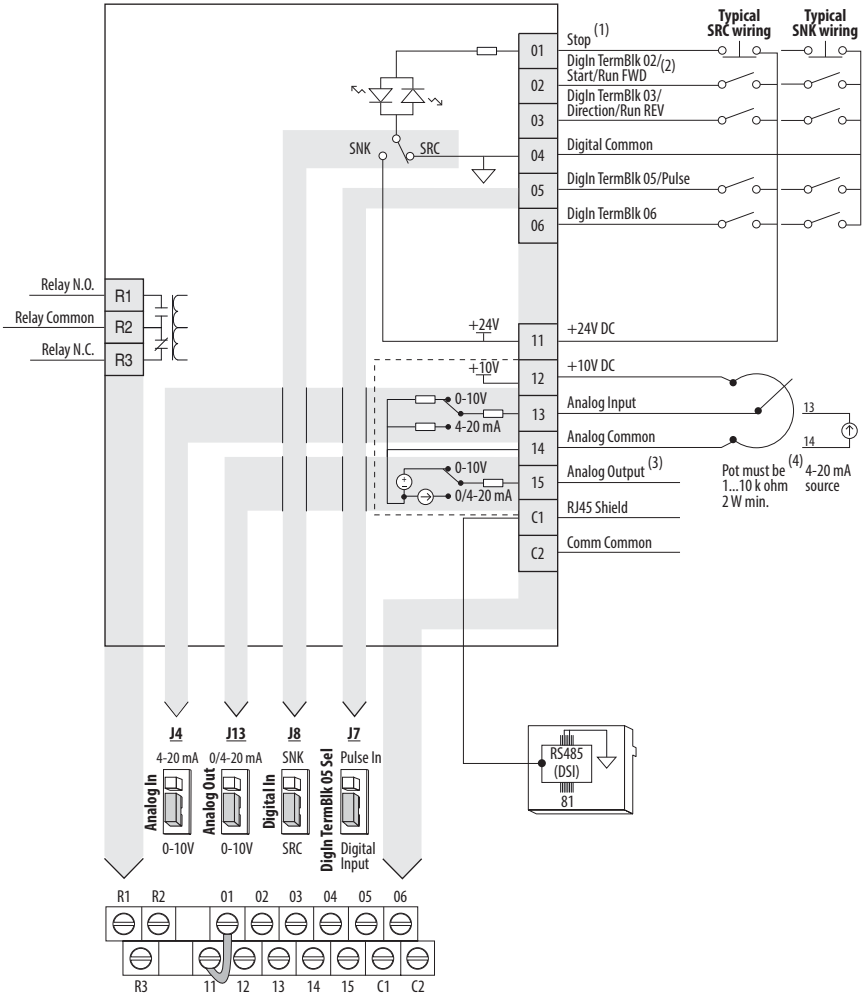 Typical
SRC wiring
Typical
SNK wiring
01
Stop (1)
02
DigIn TermBlk 02/
Start/Run FWD (2)
03
DigIn TermBlk 03/
Direction/Run REV
SNK
SRC
04
Digital Common
05
DigIn TermBlk 05/Pulse
06
DigIn TermBlk 06
Relay N.O.
R1
Relay Common
R2
Relay N.C.
R3
+24V
11
+24V DC
+10V
12
+10V DC
0-10V
4-20 mA
13
Analog Input
13
14
Analog Common
14
0-10V
0/4-20 mA
15
Analog Output (3)
Pot must be (4)
1...10 k ohm
2 W min.
4-20 mA
source
C1
RJ45 Shield
C2
Comm Common
J4
J13
J8
J7
4-20 mA
0/4-20 mA
SNK
Pulse In
Analog In
Analog Out
Digital In
DigIn TermBlk 05 Sel
0-10V
0-10V
SRC
Digital
Input
RS485
(DSI)
81
R1 R2 01 02 03 04 05 06
R3 11 12 13 14 15 C1 C2